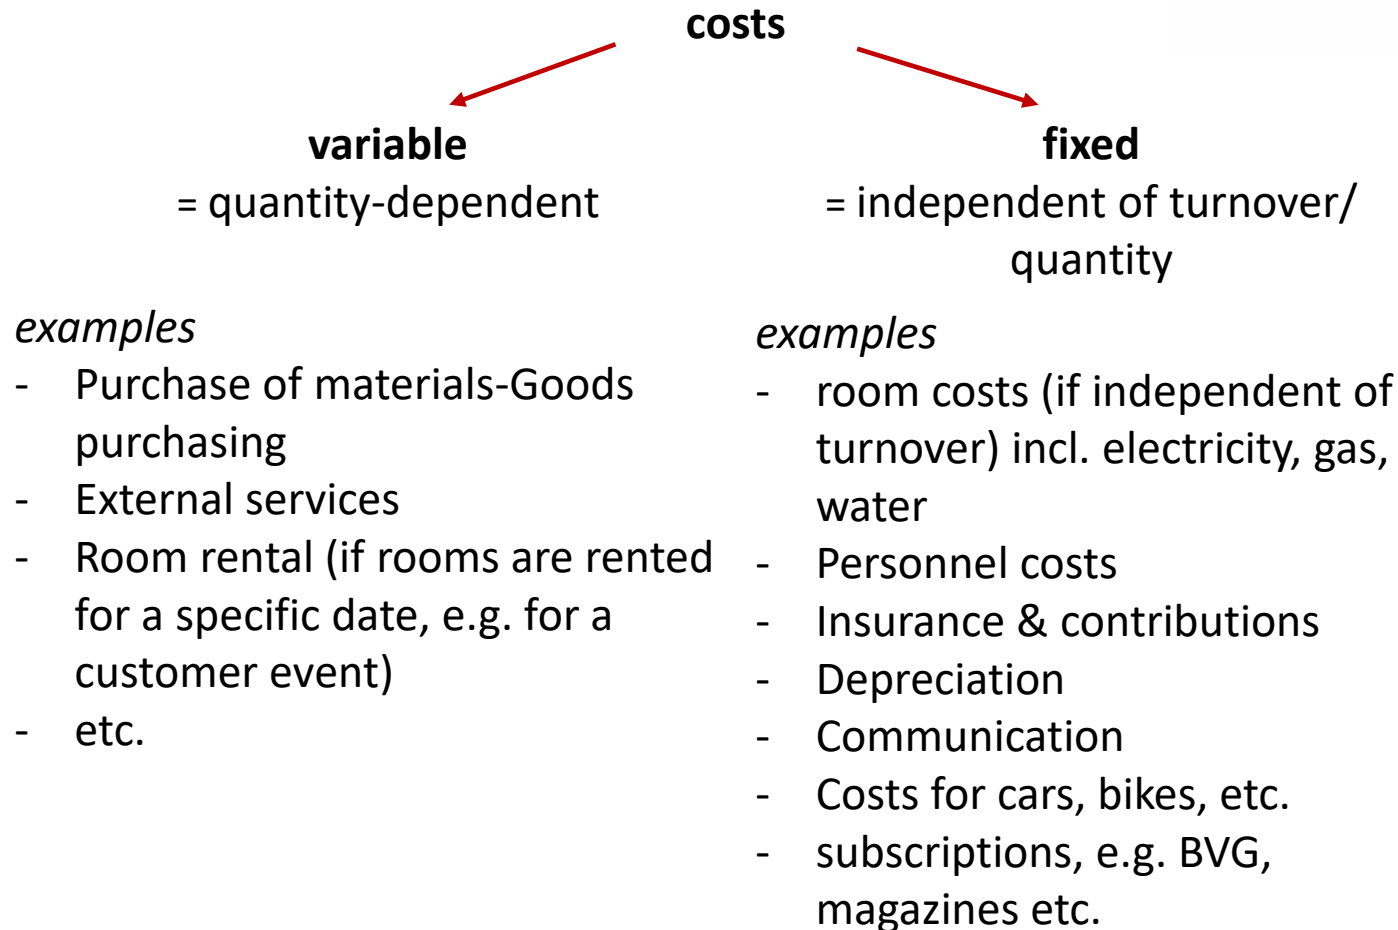 costs
variable
= quantity-dependent
examples
- Purchase of materials-Goods
purchasing
- External services
- Room rental (if rooms are rented
for a specific date, e.g. for a
customer event)
- etc.
fixed
= independent of turnover/
quantity
examples
- room costs (if independent of
turnover) incl. electricity, gas,
water
- Personnel costs
- Insurance & contributions
- Depreciation
- Communication
- Costs for cars, bikes, etc.
- subscriptions, e.g. BVG,
magazines etc.